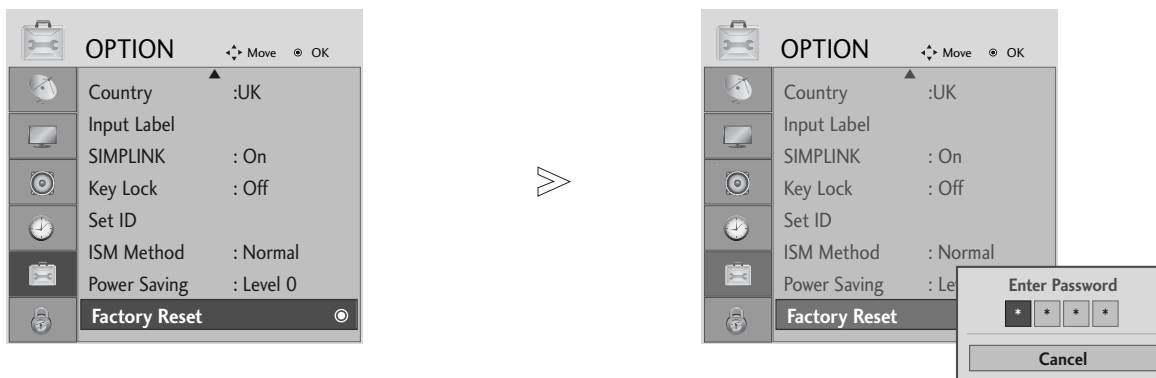 OPTION Move OK
Country :UK
Input Label
SIMPLINK : On
Key Lock : Off
Set ID
ISM Method : Normal
Power Saving : Level 0
Factory Reset
OPTION Move OK
Country :UK
Input Label
SIMPLINK : On
Key Lock : Off
Set ID
ISM Method : Normal
Power Saving : Le
Factory Reset
Enter Password
* * * *
Cancel